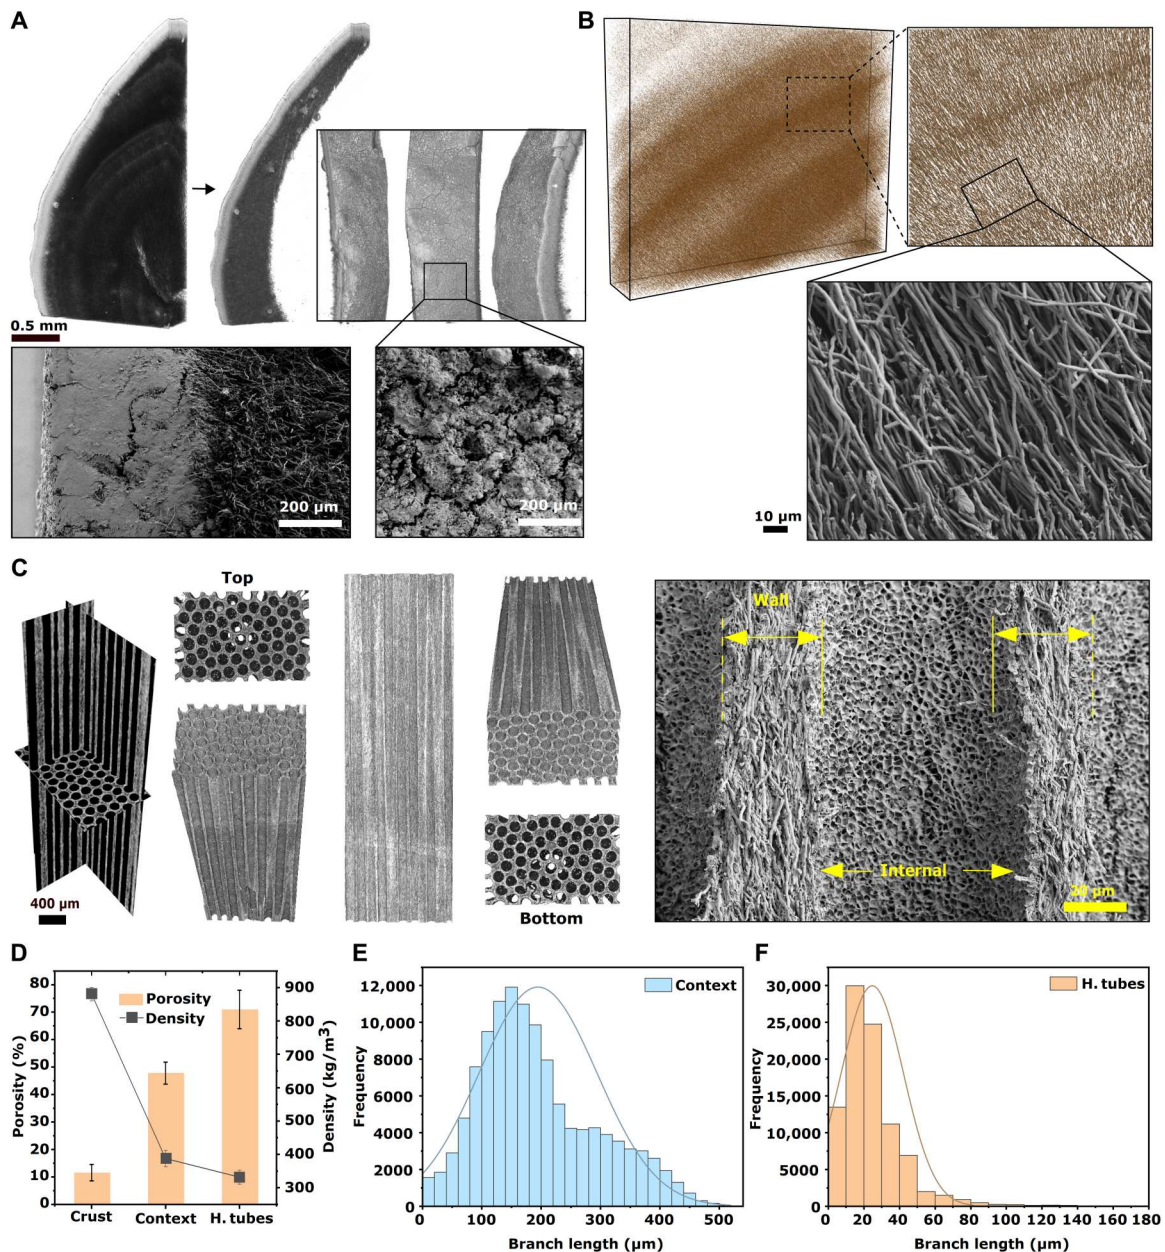 A
B
0.5 mm
200 µm
200 µm
10 µm
C
Top
Wall
Internal
400 µm
Bottom
20 µm
D
80
70
60
50
40
30
20
10
0
Porosity (%)
Porosity
Density
900
800
700
600
500
400
300
Density (kg/m³)
Crust
Context
H. tubes
E
12,000
10,000
8000
6000
4000
2000
0
Frequency
Context
0
100
200
300
400
500
Branch length (µm)
F
30,000
25,000
20,000
15,000
10,000
5000
0
Frequency
H. tubes
0
20
40
60
80
100
120
140
160
180
Branch length (µm)